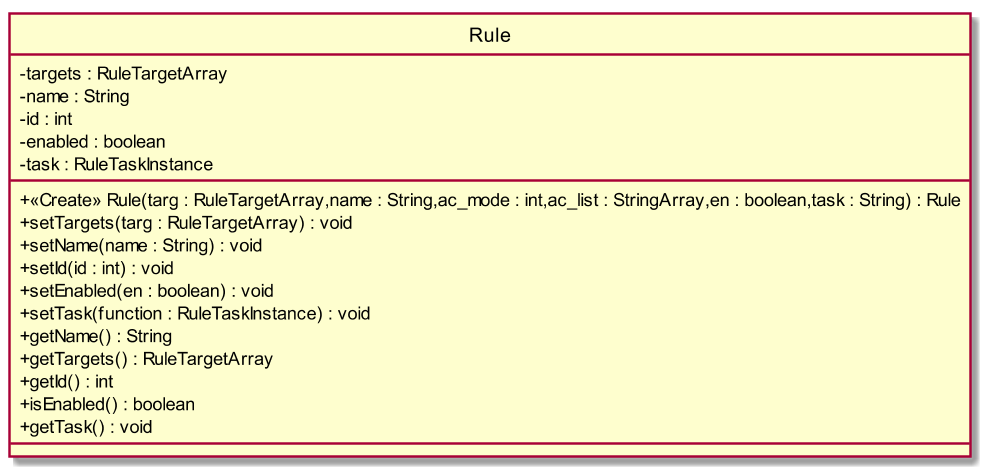 Rule
-targets : RuleTargetArray
-name : String
-id : int
-enabled : boolean
-task : RuleTaskInstance
+«Create» Rule(targ : RuleTargetArray,name : String,ac_mode : int,ac_list : StringArray,en : boolean,task : String) : Rule
+setTargets(targ : RuleTargetArray) : void
+setName(name : String) : void
+setId(id : int) : void
+setEnabled(en : boolean) : void
+setTask(function : RuleTaskInstance) : void
+getName() : String
+getTargets() : RuleTargetArray
+getId() : int
+isEnabled() : boolean
+getTask() : void